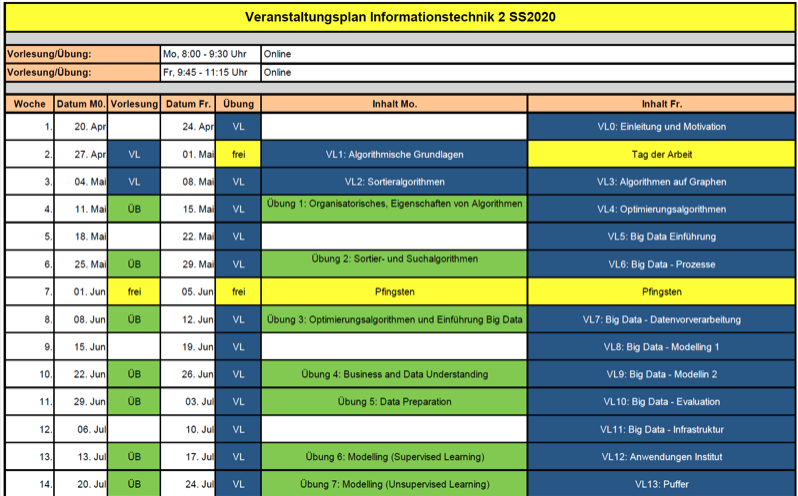 Veranstaltungsplan Informationstechnik 2 SS2020
Vorlesung/Übung: Mo, 8:00 - 9:30 Uhr Online
Vorlesung/Übung: Fr, 9:45 - 11:15 Uhr Online
Woche Datum M0. Vorlesung Datum Fr. Übung Inhalt Mo. Inhalt Fr.
1. 20. Apr 24. Apr VL VL0: Einleitung und Motivation
2. 27. Apr VL 01. Mai frei VL1: Algorithmische Grundlagen Tag der Arbeit
3. 04. Mai VL 08. Mai VL VL2: Sortieralgorithmen VL3: Algorithmen auf Graphen
4. 11. Mai ÜB 15. Mai VL Übung 1: Organisatorisches, Eigenschaften von Algorithmen VL4: Optimierungsalgorithmen
5. 18. Mai 22. Mai VL VL5: Big Data Einführung
6. 25. Mai ÜB 29. Mai VL Übung 2: Sortier- und Suchalgorithmen VL6: Big Data - Prozesse
7. 01. Jun frei 05. Jun frei Pfingsten Pfingsten
8. 08. Jun ÜB 12. Jun VL Übung 3: Optimierungsalgorithmen und Einführung Big Data VL7: Big Data - Datenvorverarbeitung
9. 15. Jun 19. Jun VL VL8: Big Data - Modelling 1
10. 22. Jun ÜB 26. Jun VL Übung 4: Business and Data Understanding VL9: Big Data - Modellin 2
11. 29. Jun ÜB 03. Jul VL Übung 5: Data Preparation VL10: Big Data - Evaluation
12. 06. Jul 10. Jul VL VL11: Big Data - Infrastruktur
13. 13. Jul ÜB 17. Jul VL Übung 6: Modelling (Supervised Learning) VL12: Anwendungen Institut
14. 20. Jul ÜB 24. Jul VL Übung 7: Modelling (Unsupervised Learning) VL13: Puffer